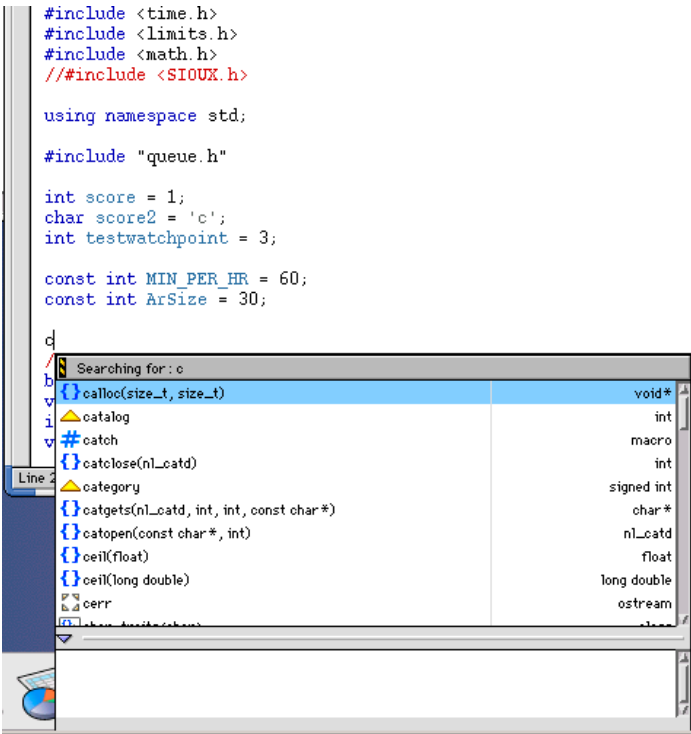 #include <time.h>
#include <limits.h>
#include <math.h>
//#include <SIOUX.h>
using namespace std;
#include "queue.h"
int score = 1;
char score2 = 'c';
int testwatchpoint = 3;
const int MIN_PER_HR = 60;
const int ArSize = 30;
c
/
b
v
i
v
Line 2
Searching for : c
calloc(size_t, size_t) void*
catalog int
# catch macro
catclose(nl_catd) int
category signed int
catgets(nl_catd, int, int, const char*) char*
catopen(const char*, int) nl_catd
ceil(float) float
ceil(long double) long double
cerr ostream